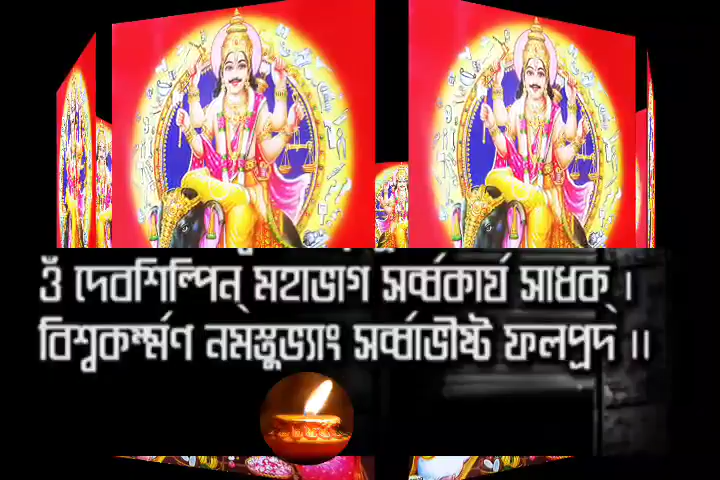 ওঁ দেবশিল্পিন্ মহাভাগ সর্ব্বকার্য সাধক্ ।
বিশ্বকর্ম্মণ নমস্তুভ্যাং সর্ব্বাভীষ্ট ফলপ্রদ ।।